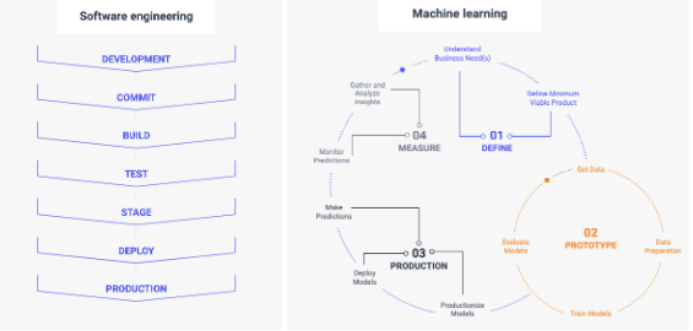 Software engineering
DEVELOPMENT
COMMIT
BUILD
TEST
STAGE
DEPLOY
PRODUCTION
Machine learning
Understand
Business Need(s)
Define Minimum
Viable Product
01
DEFINE
Get Data
Data
Preparation
Train Models
Evaluate
Models
02
PROTOTYPE
Productionize
Models
Deploy
Models
Make
Predictions
03
PRODUCTION
Monitor
Predictions
Gather and
Analyze
Insights
04
MEASURE